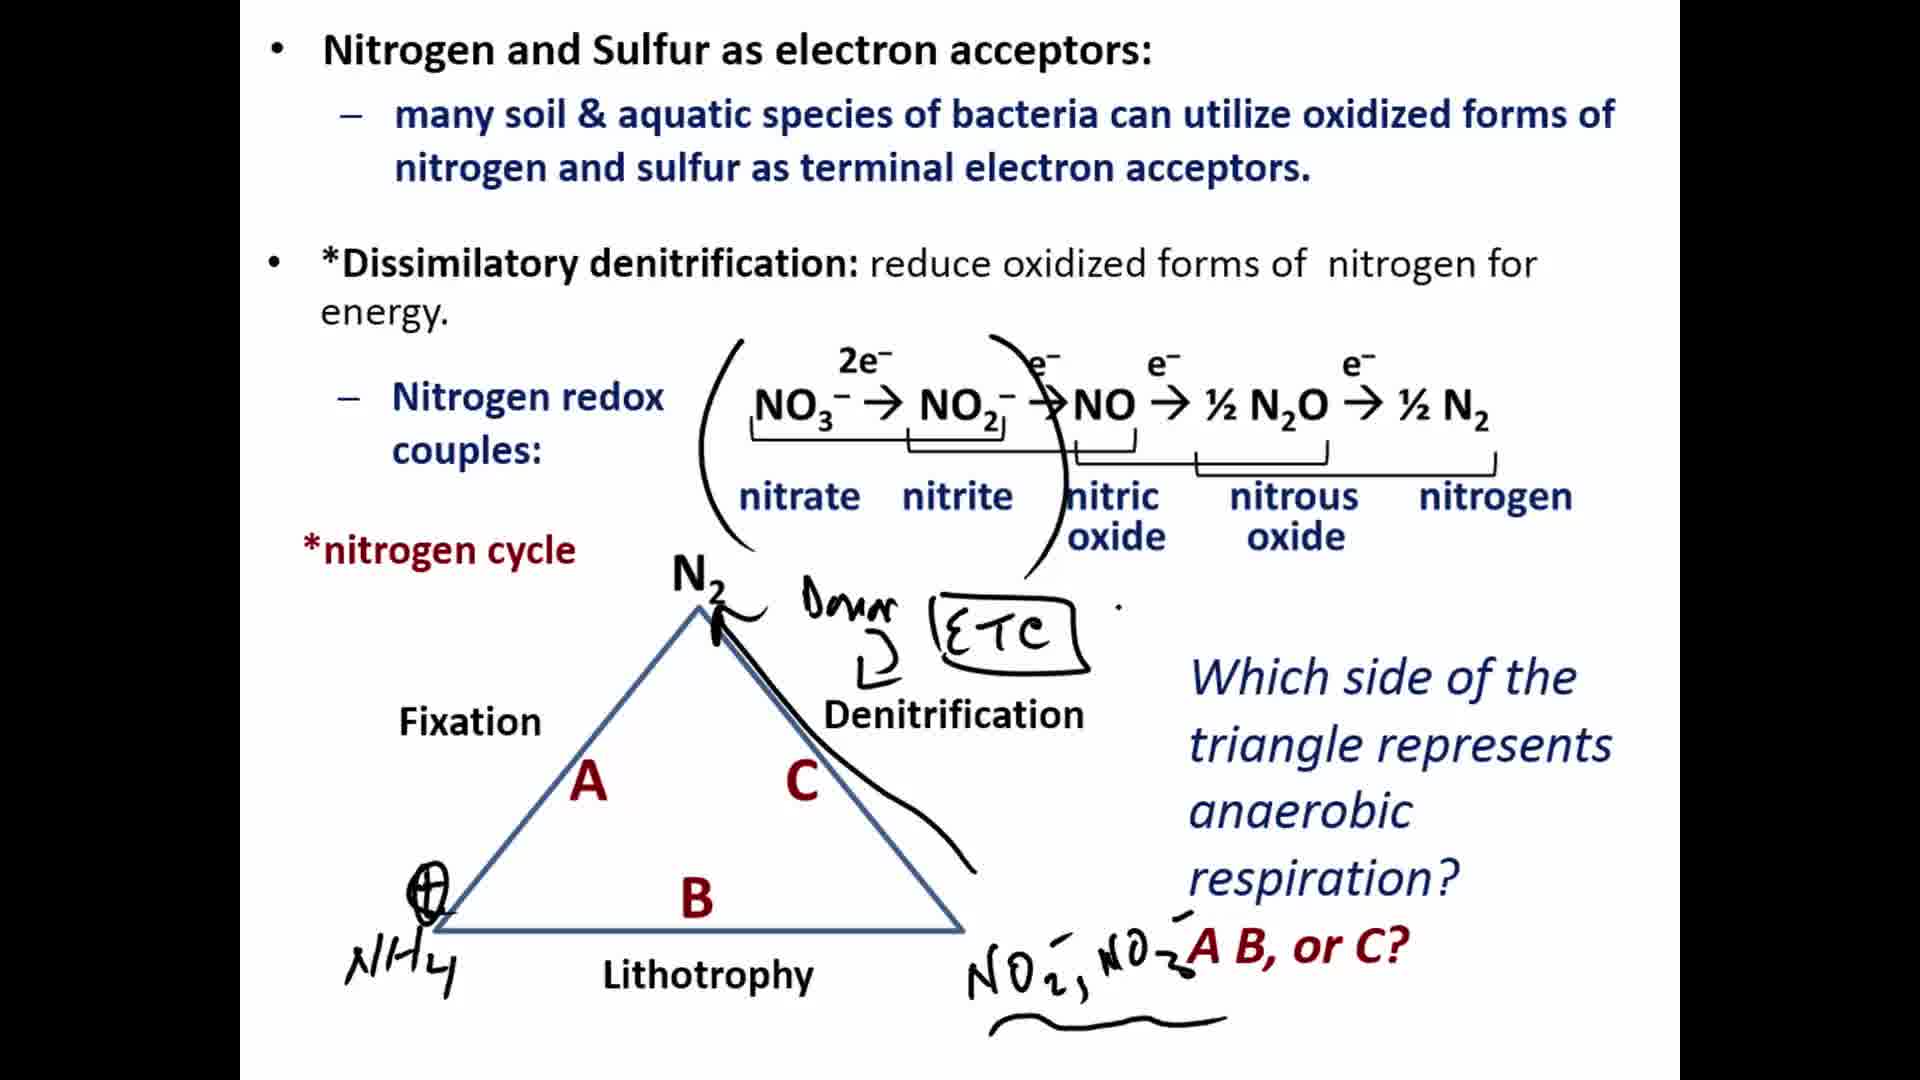 • Nitrogen and Sulfur as electron acceptors:
– many soil & aquatic species of bacteria can utilize oxidized forms of
nitrogen and sulfur as terminal electron acceptors.
• *Dissimilatory denitrification: reduce oxidized forms of nitrogen for
energy.
2e⁻ e⁻ e⁻ e⁻
– Nitrogen redox
couples:
NO₃⁻ → NO₂⁻ → NO → ½ N₂O → ½ N₂
nitrate nitrite nitric
oxide nitrous
oxide nitrogen
*nitrogen cycle
N₂
Donor
ETC
Fixation
Denitrification
A
C
B
NH₄⊕
Lithotrophy
NO₂⁻, NO₃⁻
Which side of the
triangle represents
anaerobic
respiration?
A B, or C?